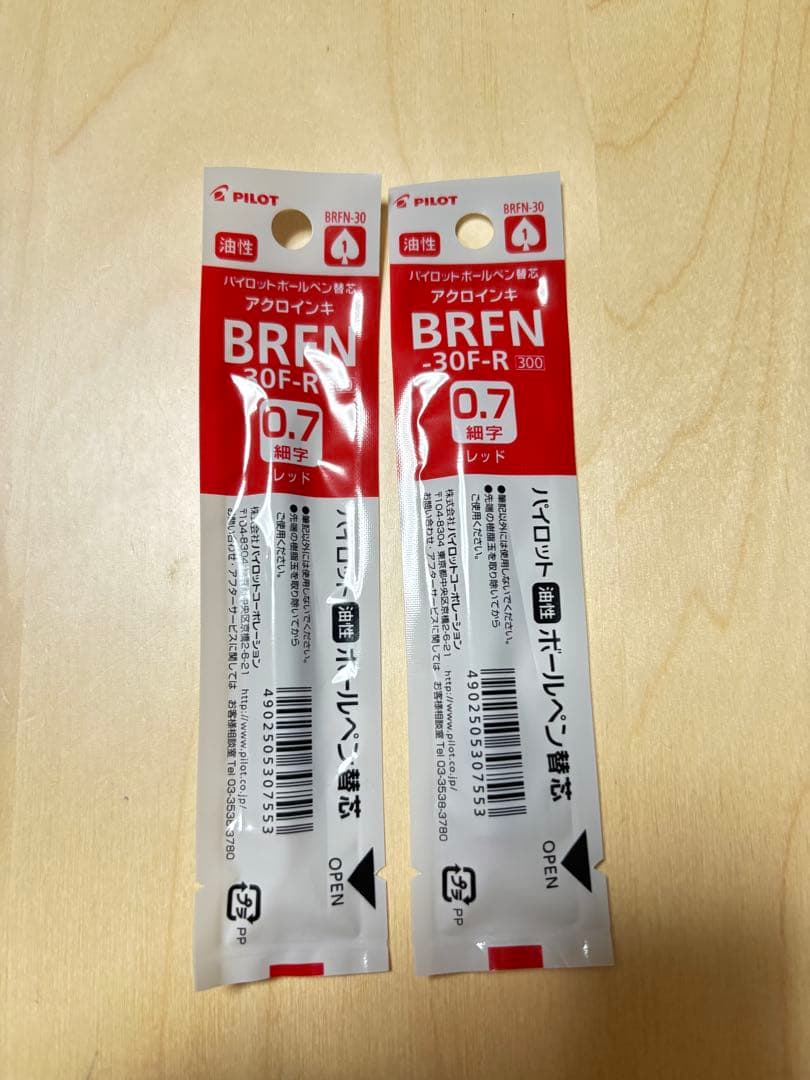 PILOT
BRFN-30
油性
1
パイロットボールペン替芯
アクロインキ
BRFN
-30F-R
0.7
細字
レッド
パイロット 油性 ボールペン替芯
●筆記以外には使用しないでください。
●先端の樹脂玉を取り除いてから
ご使用ください。
株式会社パイロットコーポレーション
〒104-8304 東京都中央区京橋2-6-21 http://www.pilot.co.jp/
お問い合わせ・アフターサービスに関しては お客様相談室 Tel 03-3538-3780
4902505307553
OPEN
プラ
PP
PILOT
BRFN-30
油性
1
パイロットボールペン替芯
アクロインキ
BRFN
-30F-R 300
0.7
細字
レッド
パイロット 油性 ボールペン替芯
●筆記以外には使用しないでください。
●先端の樹脂玉を取り除いてから
ご使用ください。
株式会社パイロットコーポレーション
〒104-8304 東京都中央区京橋2-6-21 http://www.pilot.co.jp/
お問い合わせ・アフターサービスに関しては お客様相談室 Tel 03-3538-3780
4902505307553
OPEN
プラ
PP